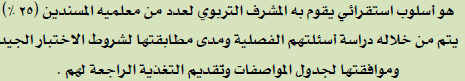 هو أسلوب استقرائي يقوم به المشرف التربوي لعدد من معلميه المسندين (٢٥ ٪)
يتم من خلاله دراسة أسئلتهم الفصلية ومدى مطابقتها لشروط الاختبار الجيد
وموافقتها لجدول المواصفات وتقديم التغذية الراجعة لهم .